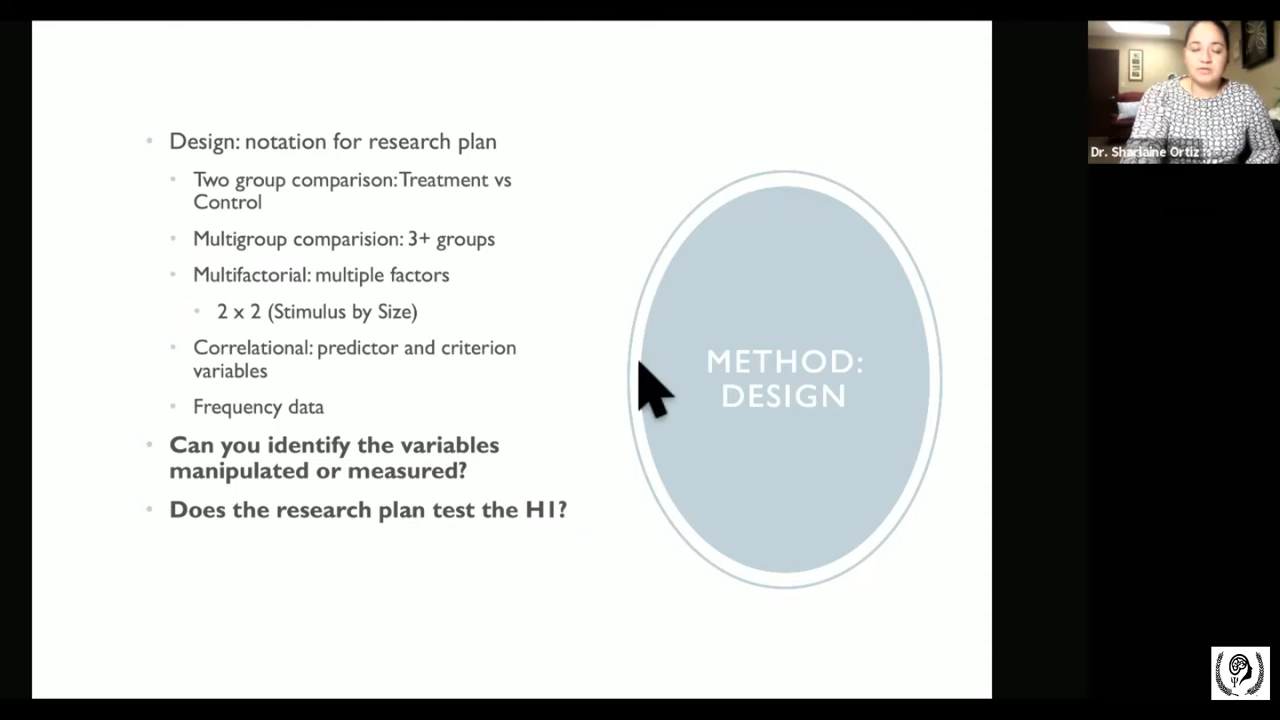 Design: notation for research plan
Two group comparison: Treatment vs
Control
Multigroup comparision: 3+ groups
Multifactorial: multiple factors
2 x 2 (Stimulus by Size)
Correlational: predictor and criterion
variables
Frequency data
Can you identify the variables
manipulated or measured?
Does the research plan test the H1?
METHOD:
DESIGN
Dr. Sharlaine Ortiz
Ψ